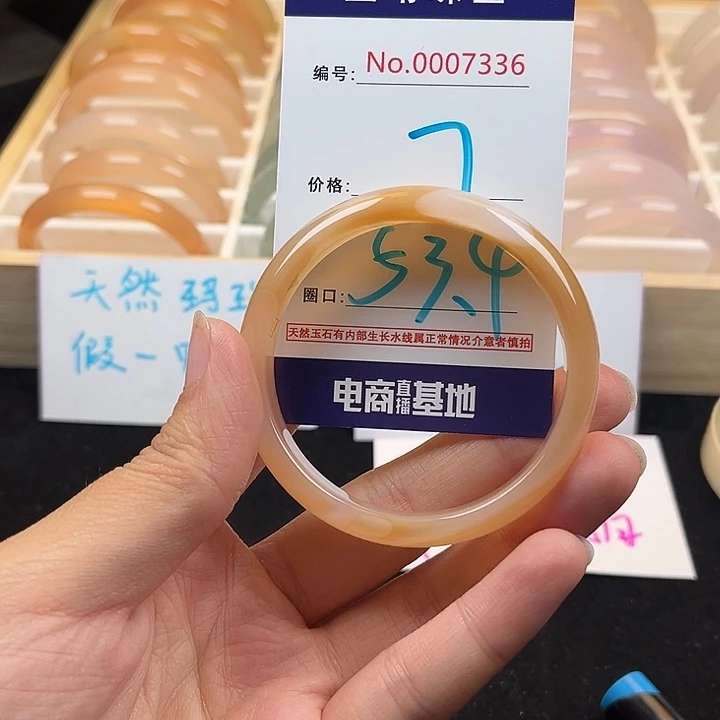 编号: No.0007336
价格: 7
圈口: 53.4
天然玉石有内部生长水线属正常情况介意者慎拍
电商直播基地
天然玛
假一